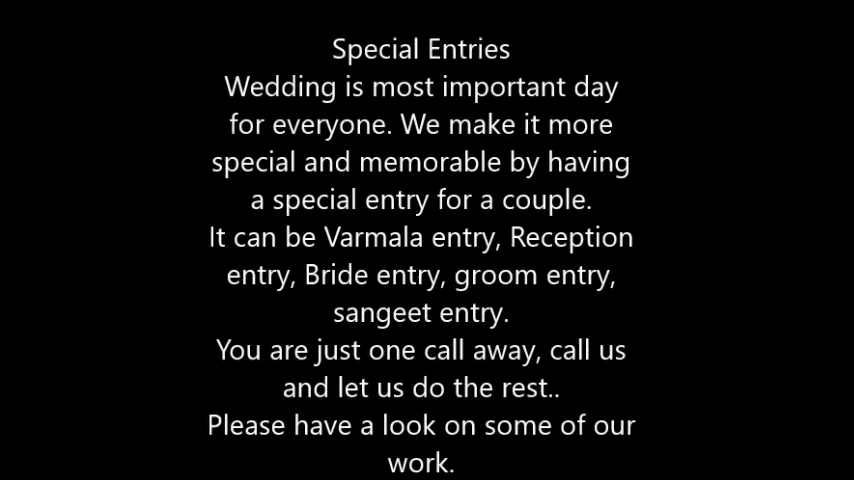 Special Entries
Wedding is most important day
for everyone. We make it more
special and memorable by having
a special entry for a couple.
It can be Varmala entry, Reception
entry, Bride entry, groom entry,
sangeet entry.
You are just one call away, call us
and let us do the rest..
Please have a look on some of our
work.